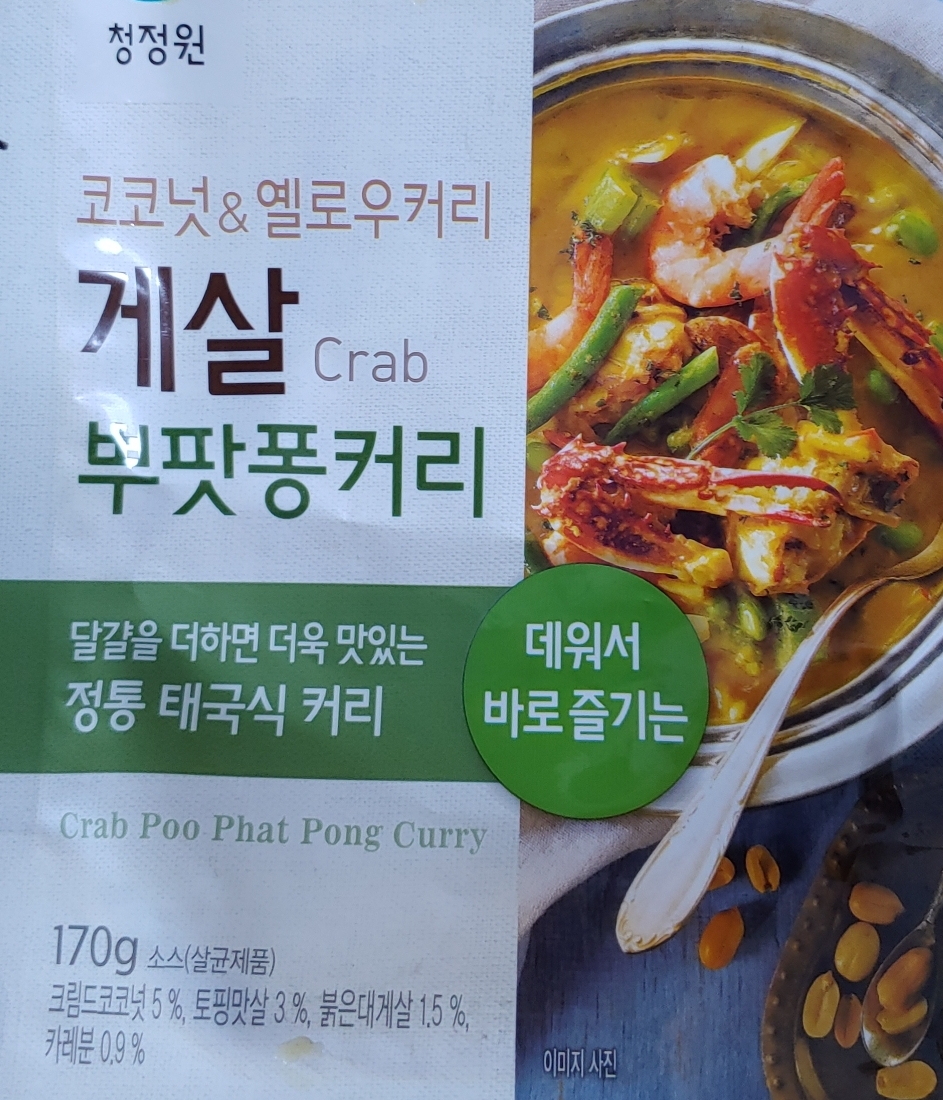 청정원
코코넛&옐로우커리
게살 Crab
뿌팟퐁커리
달걀을 더하면 더욱 맛있는
정통 태국식 커리
데워서
바로 즐기는
Crab Poo Phat Pong Curry
170g 소스(살균제품)
크림드코코넛 5 %, 토핑맛살 3 %, 붉은대게살 1.5 %,
카레분 0.9 %
이미지 사진